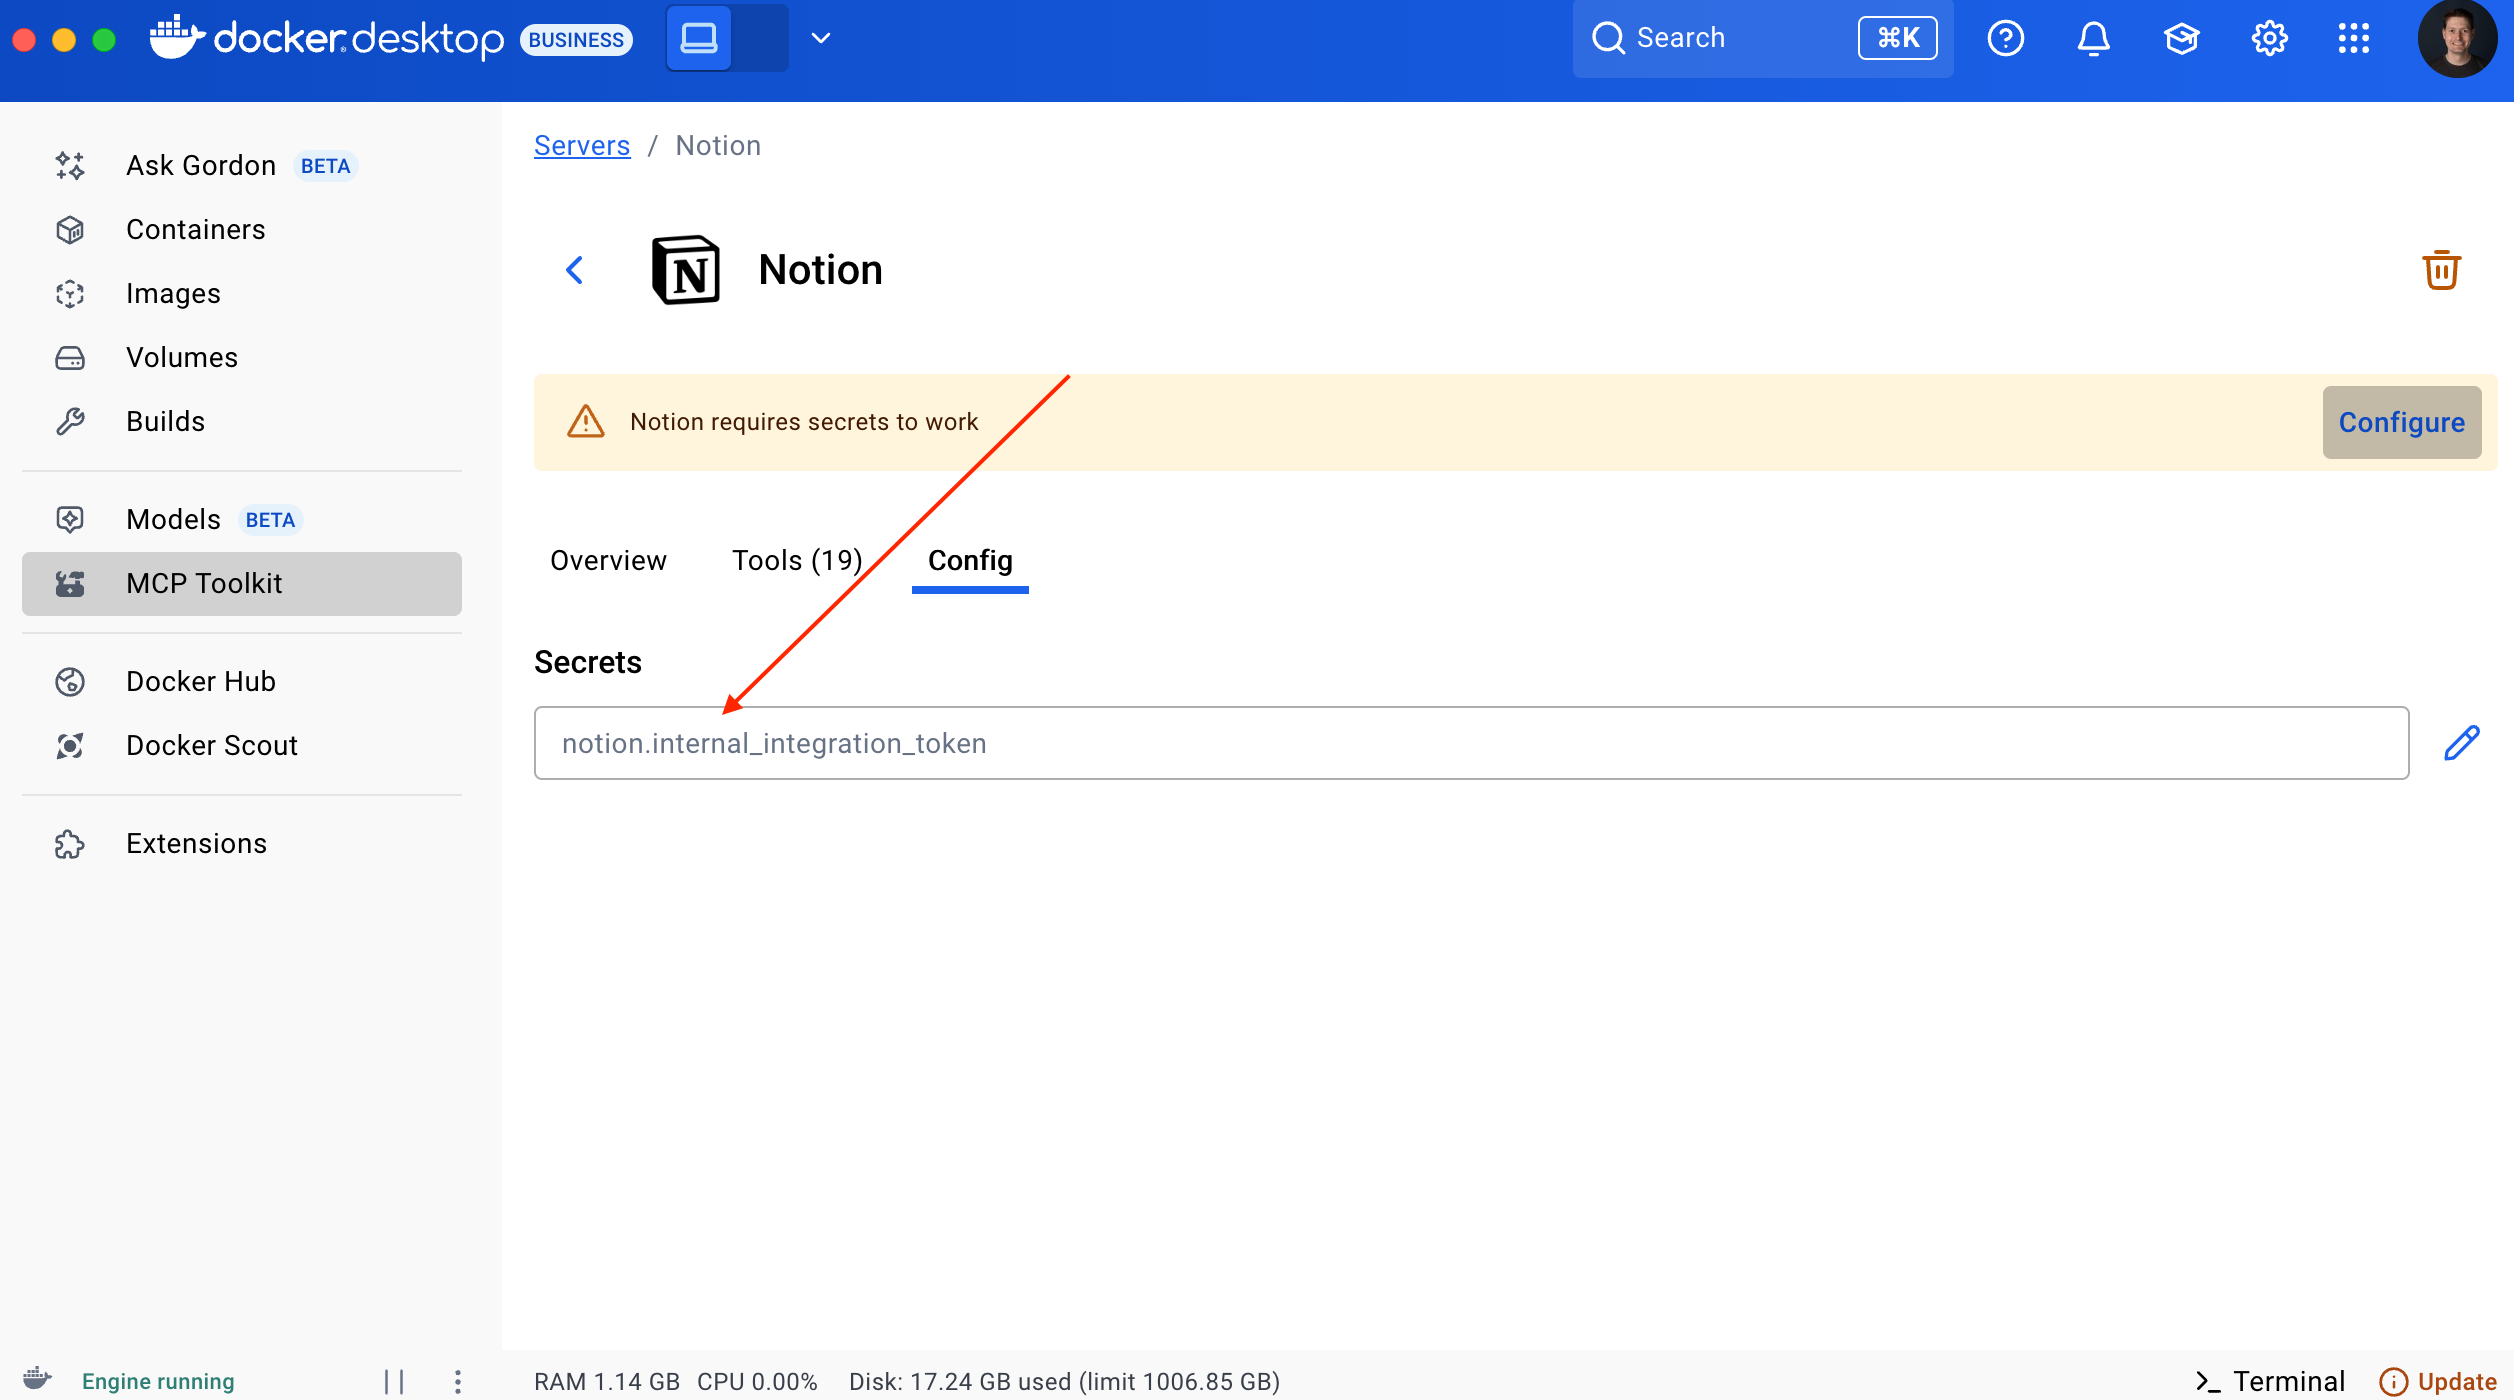 docker desktop BUSINESS
Search ⌘K
Ask Gordon BETA
Containers
Images
Volumes
Builds
Models BETA
MCP Toolkit
Docker Hub
Docker Scout
Extensions
Servers / Notion
N Notion
Notion requires secrets to work Configure
Overview Tools (19) Config
Secrets
notion.internal_integration_token
Engine running
RAM 1.14 GB CPU 0.00% Disk: 17.24 GB used (limit 1006.85 GB)
Terminal Update